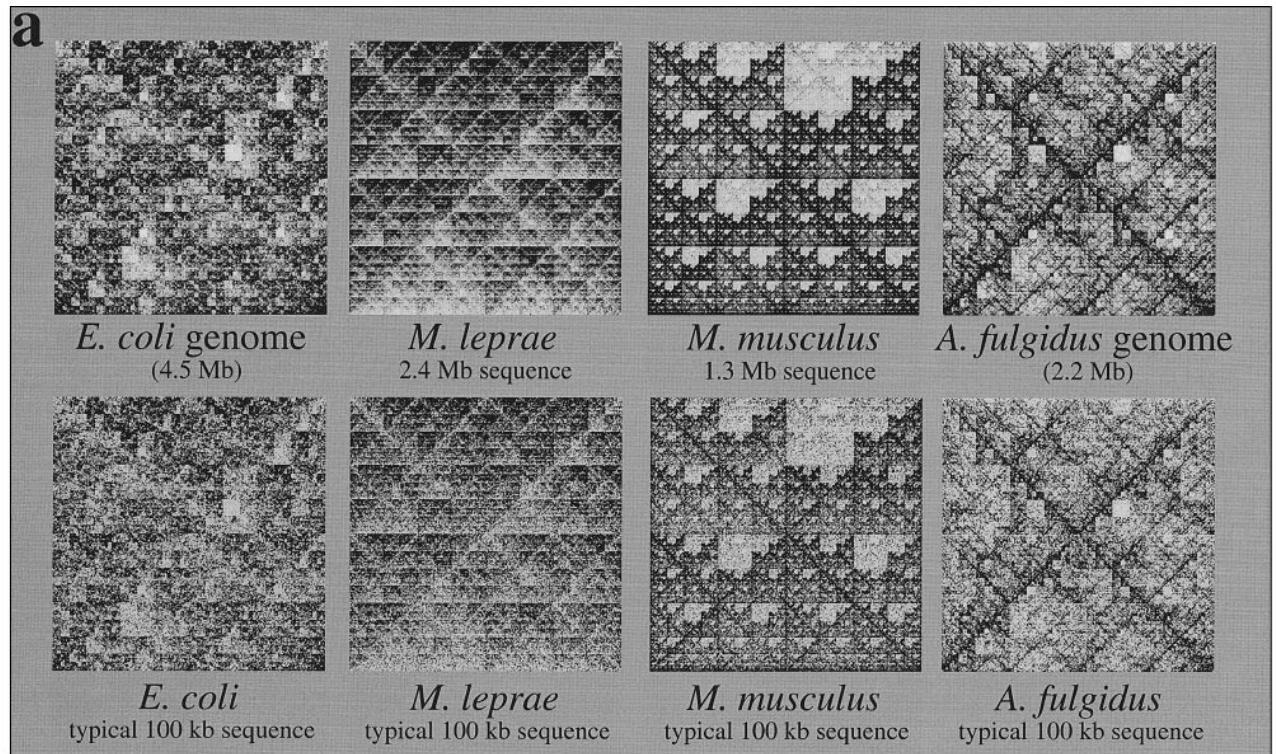 a
E. coli genome
(4.5 Mb)
M. leprae
2.4 Mb sequence
M. musculus
1.3 Mb sequence
A. fulgidus genome
(2.2 Mb)
E. coli
typical 100 kb sequence
M. leprae
typical 100 kb sequence
M. musculus
typical 100 kb sequence
A. fulgidus
typical 100 kb sequence